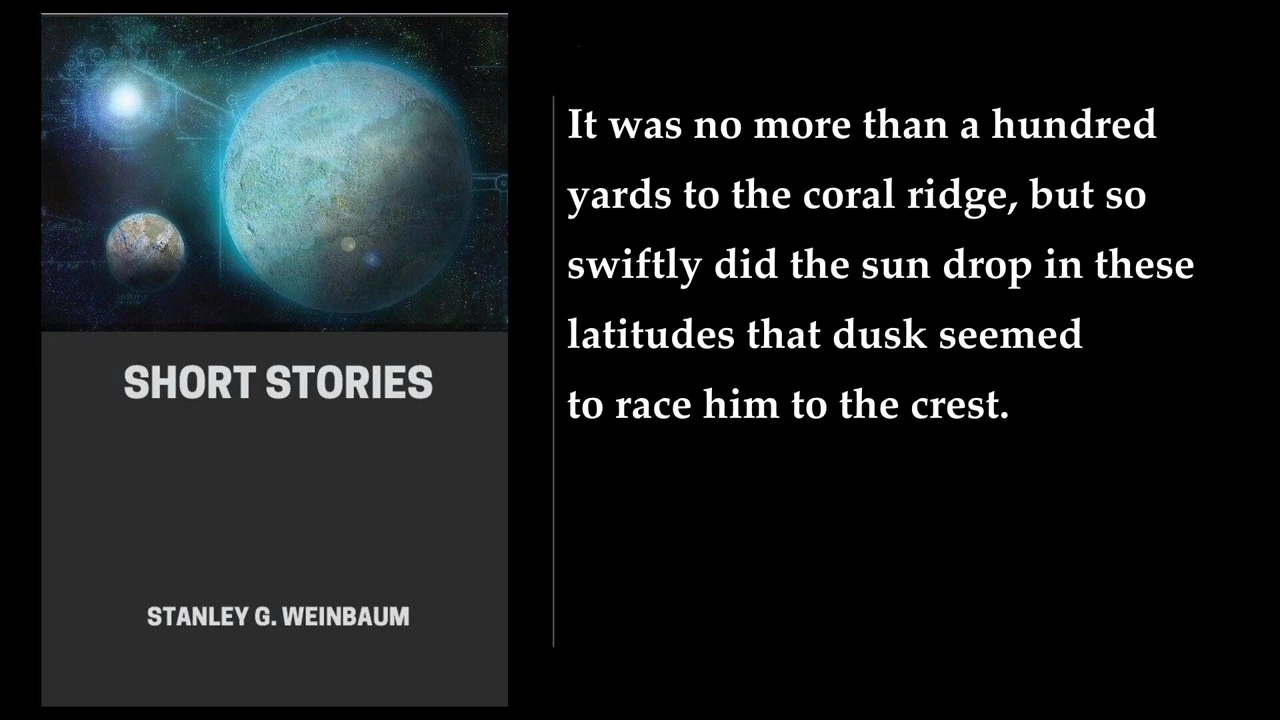 SHORT STORIES
STANLEY G. WEINBAUM
It was no more than a hundred
yards to the coral ridge, but so
swiftly did the sun drop in these
latitudes that dusk seemed
to race him to the crest.